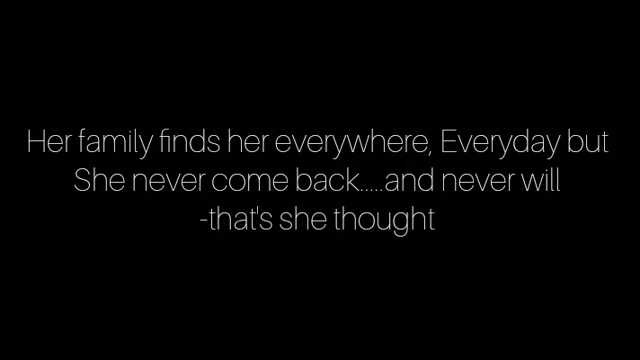 Her family finds her everywhere, Everyday but
She never come back.....and never will
-that's she thought